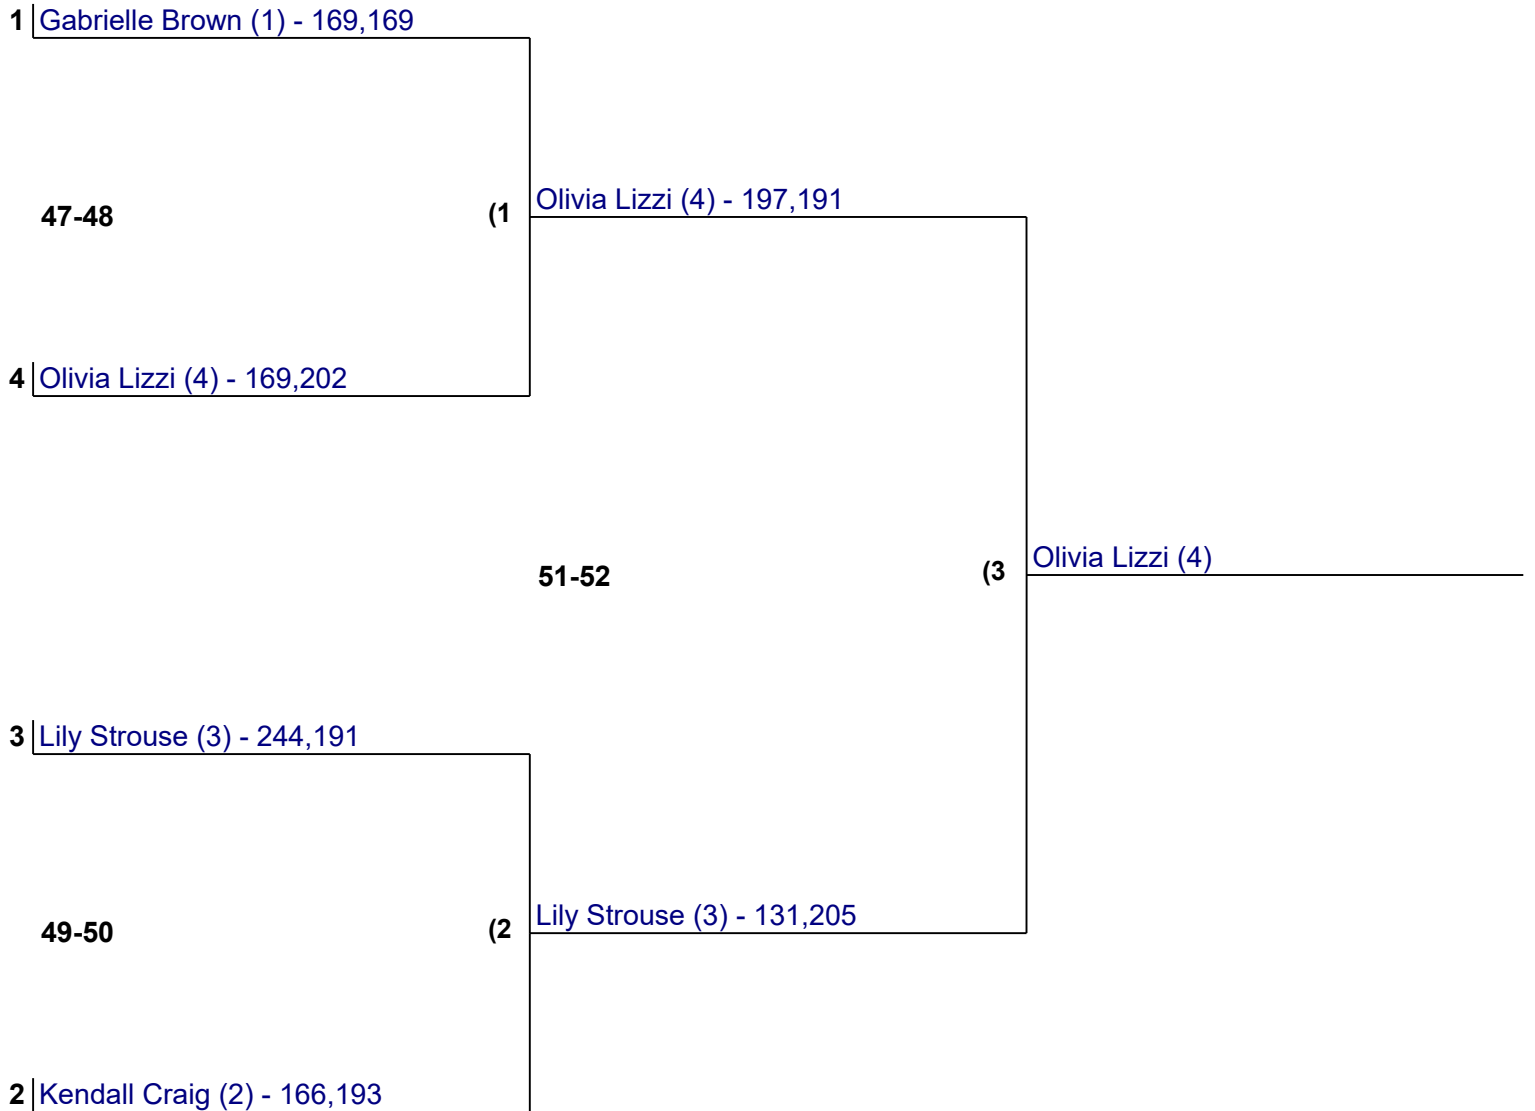 1 Gabrielle Brown (1) - 169,169
47-48 (1 Olivia Lizzi (4) - 197,191
4 Olivia Lizzi (4) - 169,202
51-52 (3 Olivia Lizzi (4)
3 Lily Strouse (3) - 244,191
49-50 (2 Lily Strouse (3) - 131,205
2 Kendall Craig (2) - 166,193